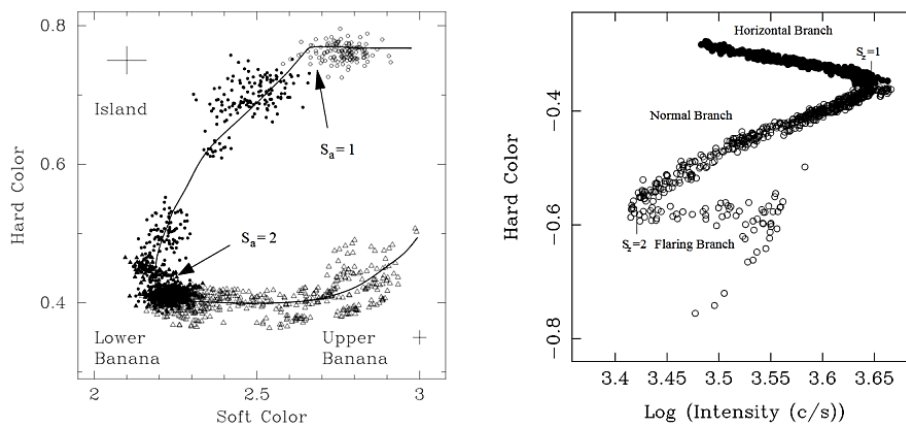 0.8
0.6
0.4
Hard Color
Island
S_a = 1
S_a = 2
Lower
Banana
Upper
Banana
2
2.5
3
Soft Color
Horizontal Branch
S_z = 1
Normal Branch
S_z = 2 Flaring Branch
−0.4
−0.6
−0.8
Hard Color
3.4
3.45
3.5
3.55
3.6
3.65
Log (Intensity (c/s))